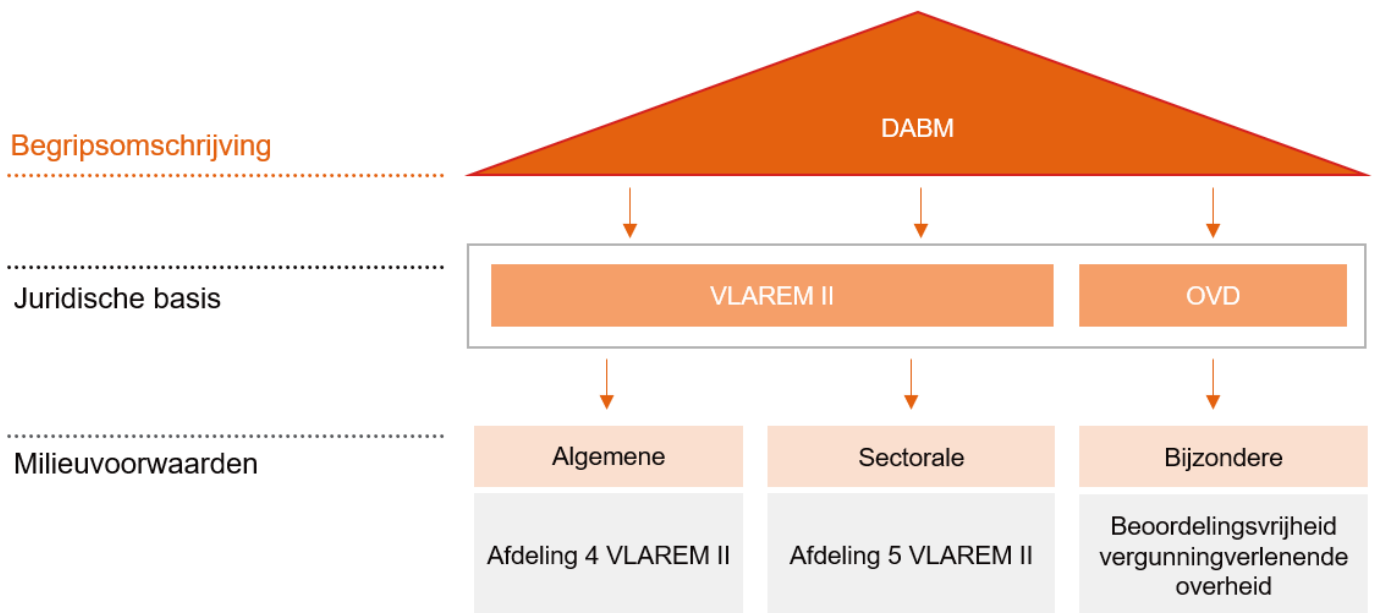 DABM
Begripsomschrijving
Juridische basis
VLAREM II
OVD
Milieuvoorwaarden
Algemene
Sectorale
Bijzondere
Afdeling 4 VLAREM II
Afdeling 5 VLAREM II
Beoordelingsvrijheid
vergunningverlenende
overheid